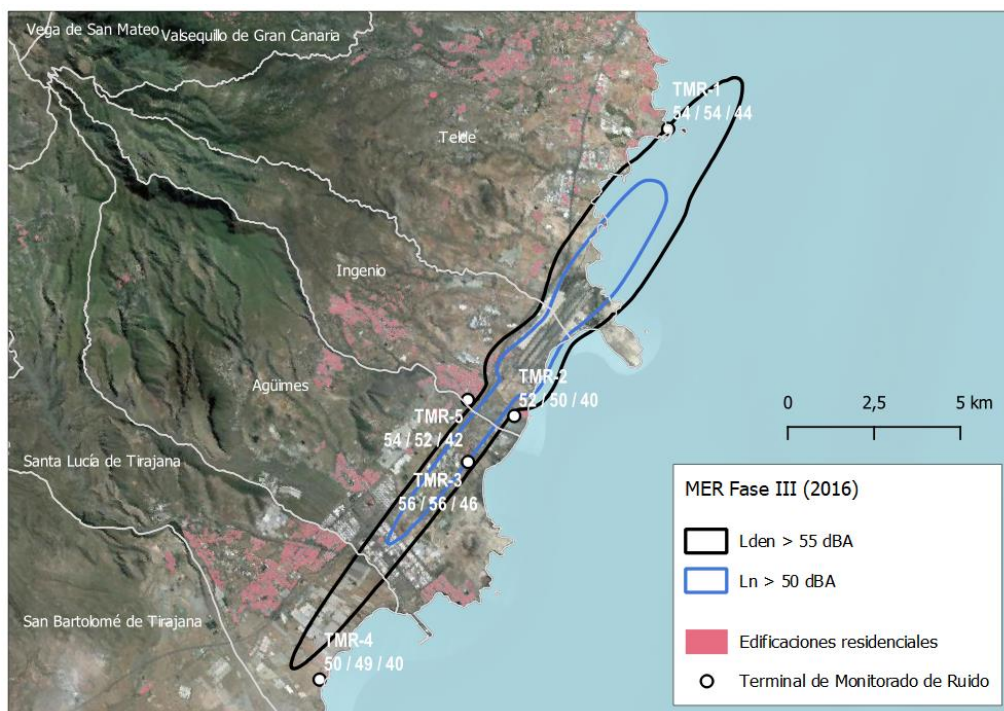 Vega de San Mateo
Valsequillo de Gran Canaria
TMR-1
54 / 54 / 44
Telde
Ingenio
TMR-2
52 / 50 / 40
Agüimes
TMR-5
54 / 52 / 42
TMR-3
56 / 56 / 46
Santa Lucía de Tirajana
San Bartolomé de Tirajana
TMR-4
50 / 49 / 40
0 2,5 5 km
MER Fase III (2016)
Lden > 55 dBA
Ln > 50 dBA
Edificaciones residenciales
Terminal de Monitorado de Ruido